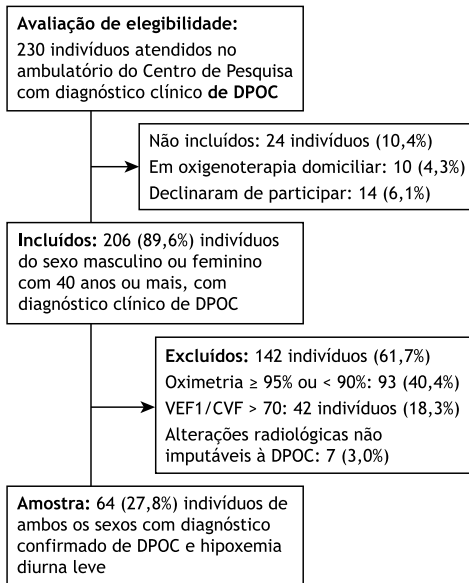 Avaliação de elegibilidade:
230 indivíduos atendidos no
ambulatório do Centro de Pesquisa
com diagnóstico clínico de DPOC
Não incluídos: 24 indivíduos (10,4%)
Em oxigenoterapia domiciliar: 10 (4,3%)
Declinaram de participar: 14 (6,1%)
Incluídos: 206 (89,6%) indivíduos
do sexo masculino ou feminino
com 40 anos ou mais, com
diagnóstico clínico de DPOC
Excluídos: 142 indivíduos (61,7%)
Oximetria ≥ 95% ou < 90%: 93 (40,4%)
VEF1/CVF > 70: 42 indivíduos (18,3%)
Alterações radiológicas não
imputáveis à DPOC: 7 (3,0%)
Amostra: 64 (27,8%) indivíduos de
ambos os sexos com diagnóstico
confirmado de DPOC e hipoxemia
diurna leve